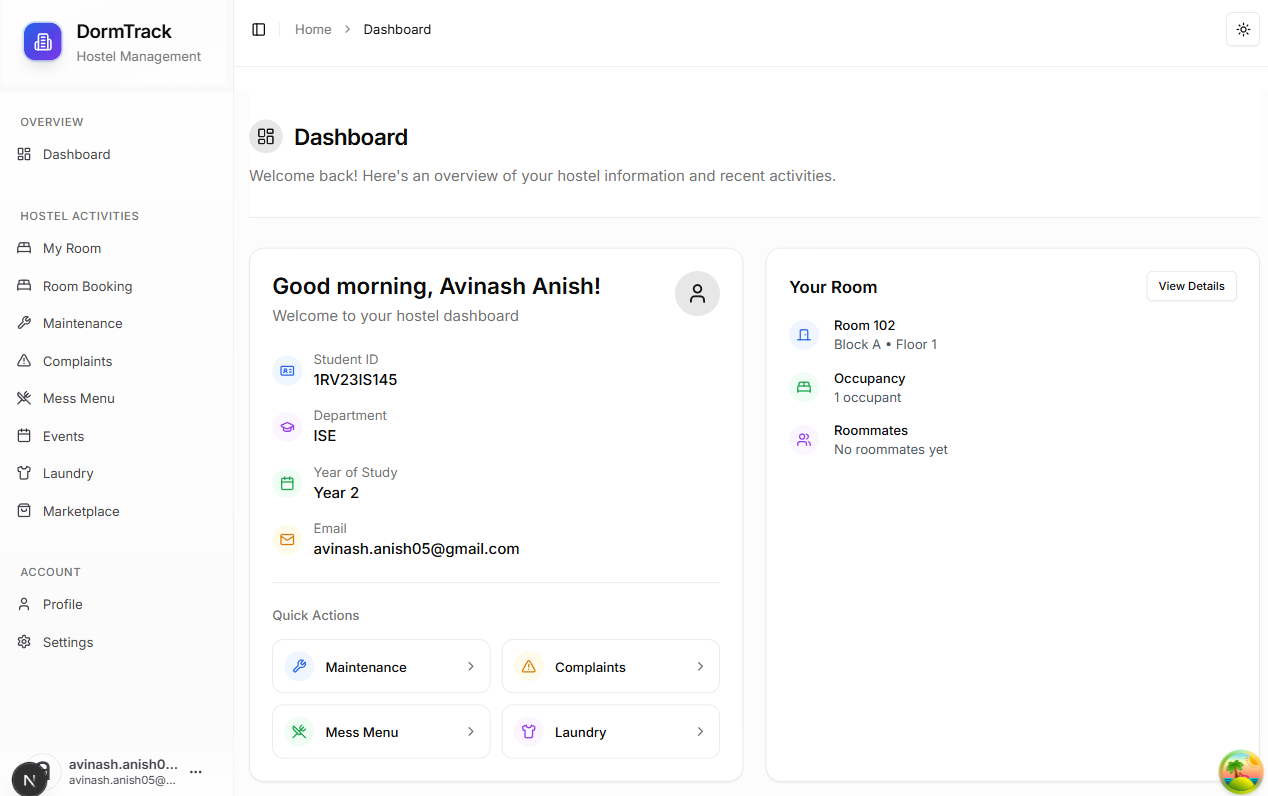 DormTrack
Hostel Management
OVERVIEW
Dashboard
HOSTEL ACTIVITIES
My Room
Room Booking
Maintenance
Complaints
Mess Menu
Events
Laundry
Marketplace
ACCOUNT
Profile
Settings
N
avinash.anish0...
avinash.anish05@...
Home > Dashboard
Dashboard
Welcome back! Here's an overview of your hostel information and recent activities.
Good morning, Avinash Anish!
Welcome to your hostel dashboard
Student ID
1RV23IS145
Department
ISE
Year of Study
Year 2
Email
avinash.anish05@gmail.com
Quick Actions
Maintenance
Complaints
Mess Menu
Laundry
Your Room
View Details
Room 102
Block A • Floor 1
Occupancy
1 occupant
Roommates
No roommates yet